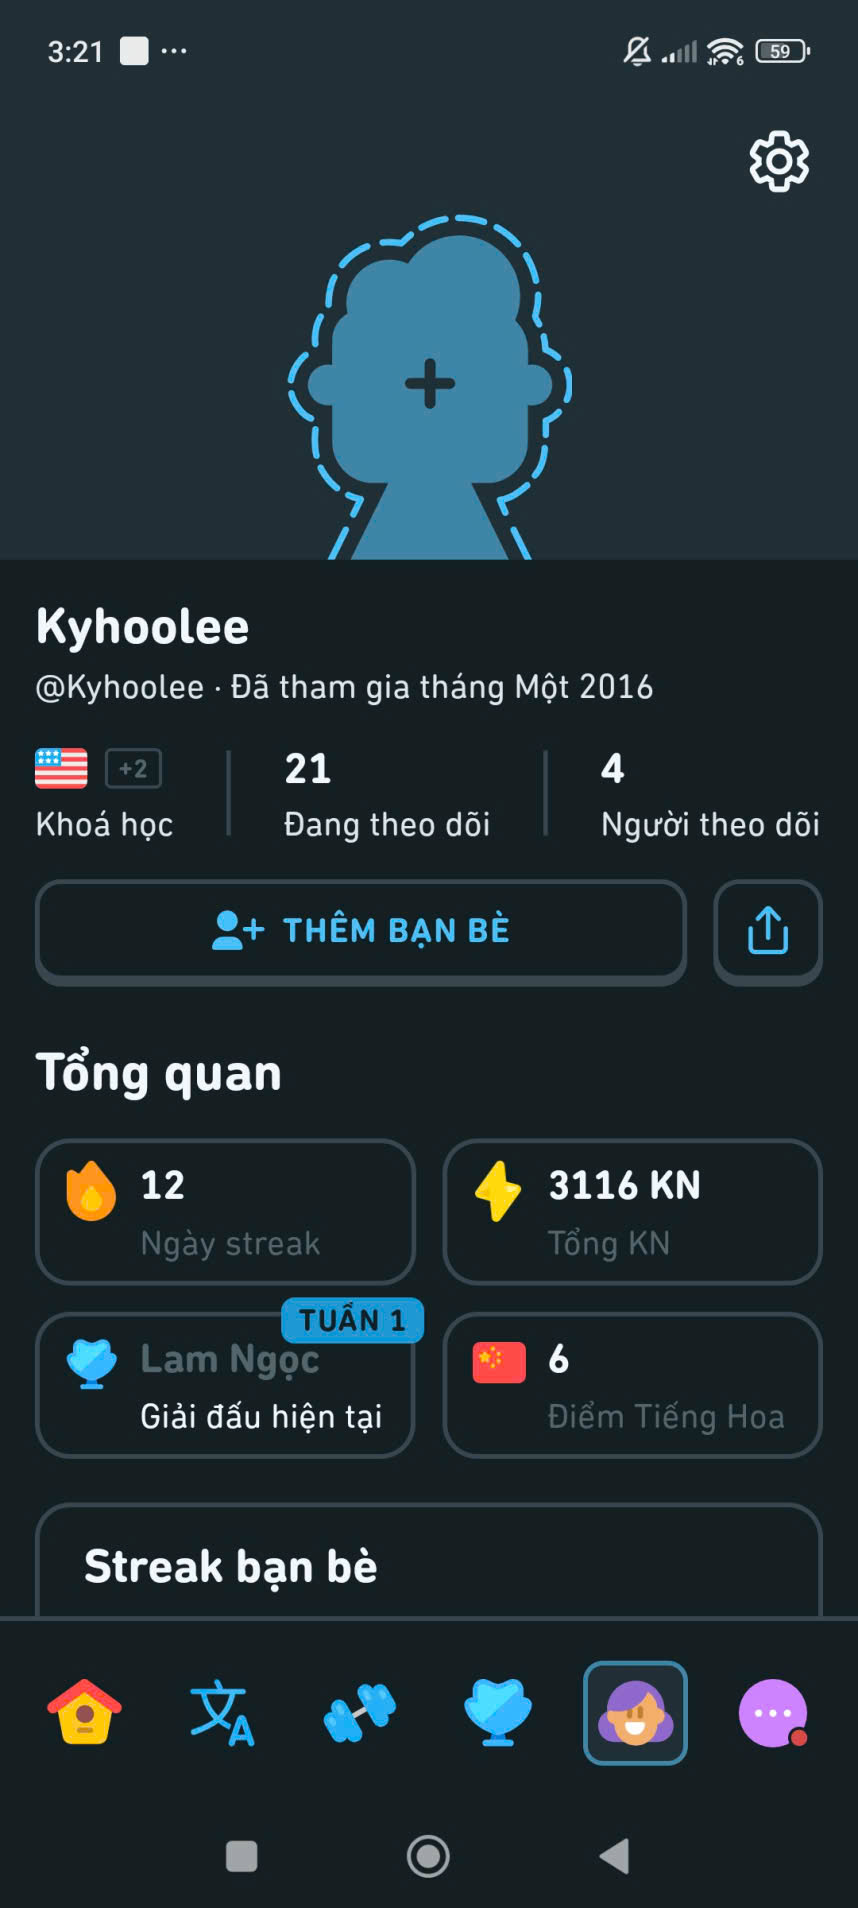 3:21
59
Kyhoolee
@Kyhoolee · Đã tham gia tháng Một 2016
+2
Khoá học
21
Đang theo dõi
4
Người theo dõi
THÊM BẠN BÈ
Tổng quan
12
Ngày streak
3116 KN
Tổng KN
TUẦN 1
Lam Ngọc
Giải đấu hiện tại
6
Điểm Tiếng Hoa
Streak bạn bè
文A